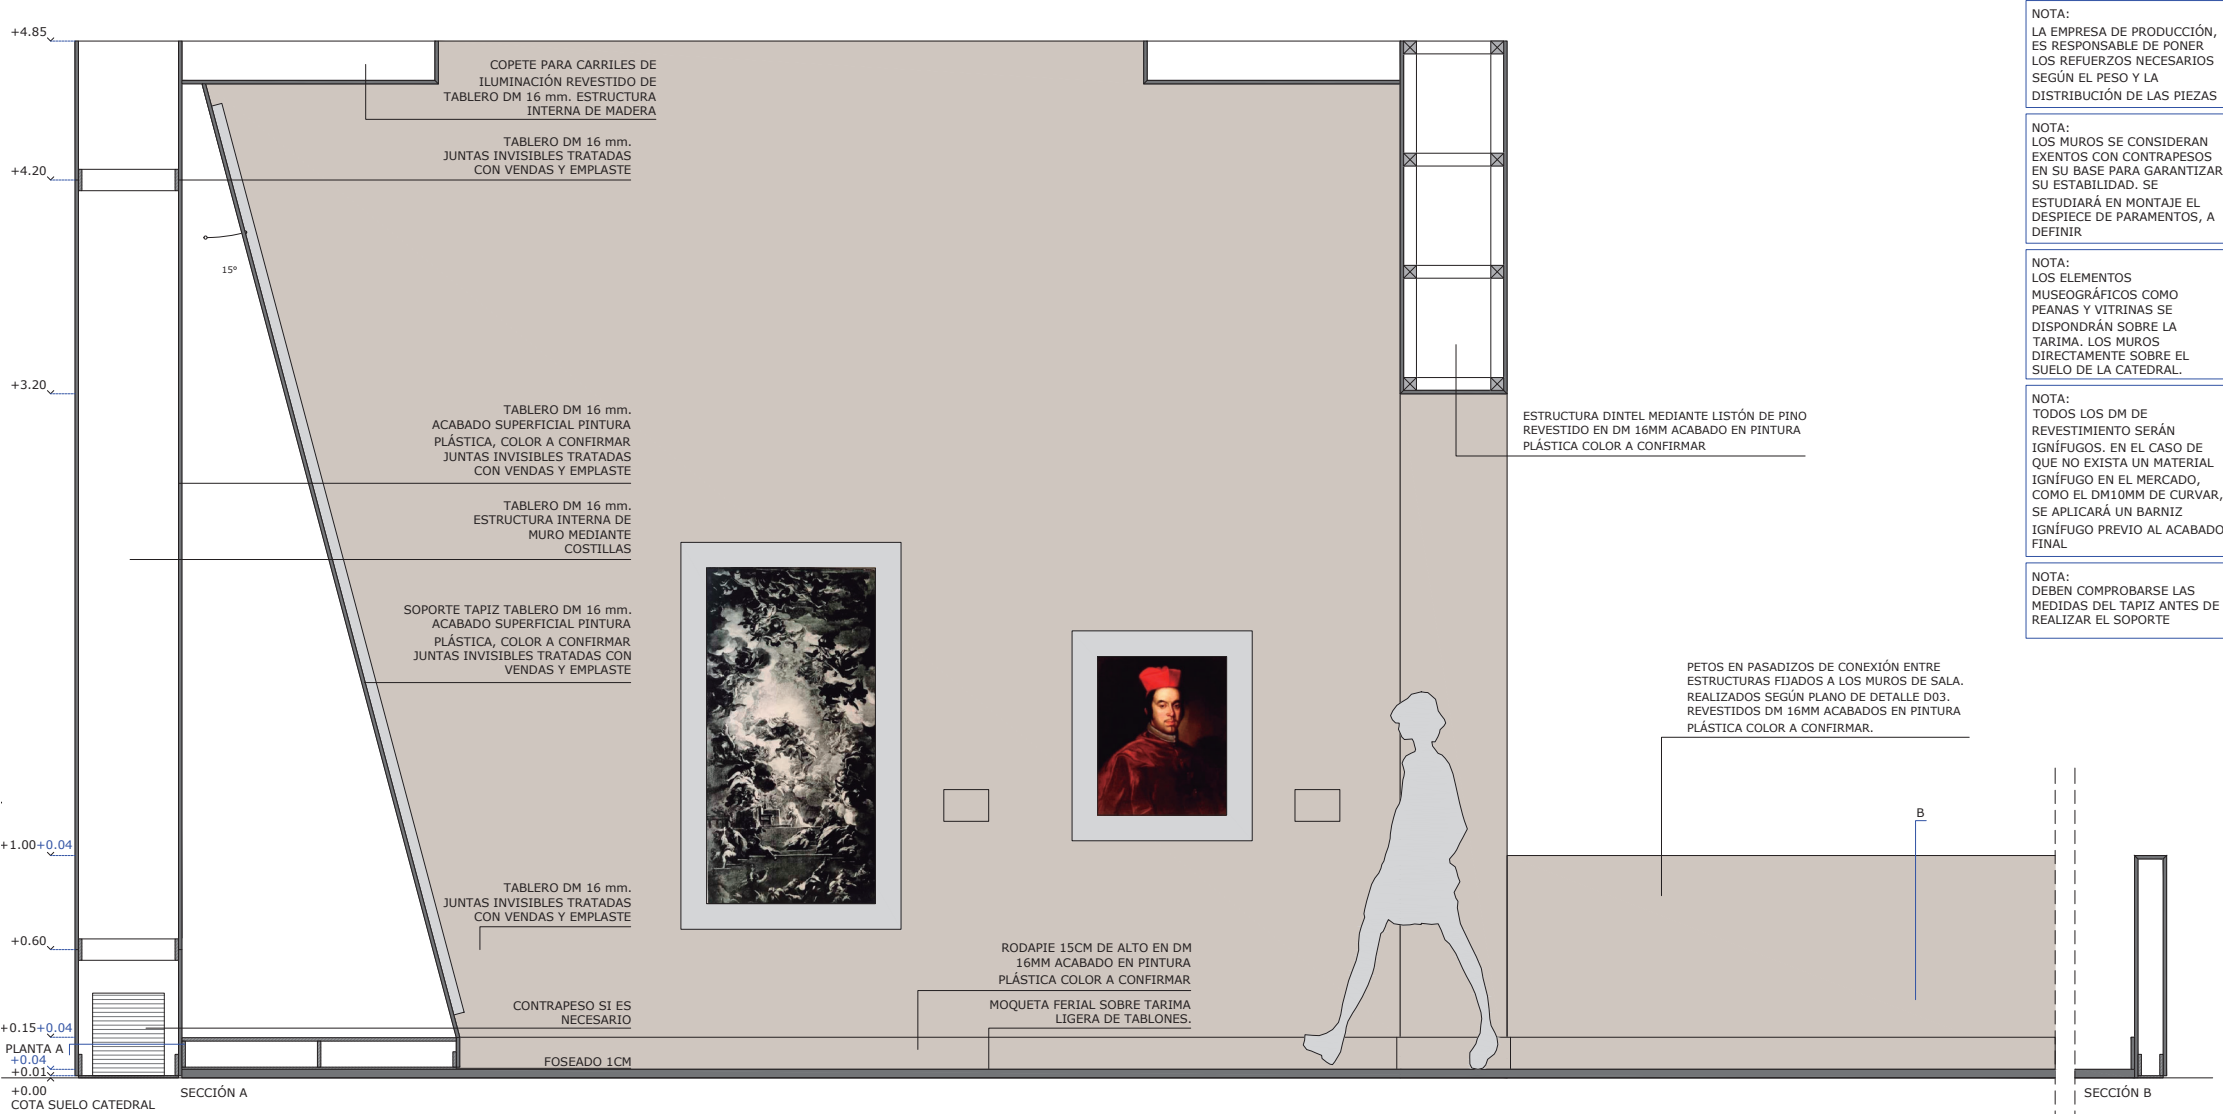 +4.85
COPETE PARA CARRILES DE
ILUMINACIÓN REVESTIDO DE
TABLERO DM 16 mm. ESTRUCTURA
INTERNA DE MADERA
TABLERO DM 16 mm.
JUNTAS INVISIBLES TRATADAS
CON VENDAS Y EMPLASTE
+4.20
15°
+3.20
TABLERO DM 16 mm.
ACABADO SUPERFICIAL PINTURA
PLÁSTICA, COLOR A CONFIRMAR
JUNTAS INVISIBLES TRATADAS
CON VENDAS Y EMPLASTE
TABLERO DM 16 mm.
ESTRUCTURA INTERNA DE
MURO MEDIANTE
COSTILLAS
SOPORTE TAPIZ TABLERO DM 16 mm.
ACABADO SUPERFICIAL PINTURA
PLÁSTICA, COLOR A CONFIRMAR
JUNTAS INVISIBLES TRATADAS CON
VENDAS Y EMPLASTE
+1.00+0.04
TABLERO DM 16 mm.
JUNTAS INVISIBLES TRATADAS
CON VENDAS Y EMPLASTE
+0.60
CONTRAPESO SI ES
NECESARIO
+0.15+0.04
PLANTA A
+0.04
+0.01
+0.00
COTA SUELO CATEDRAL
SECCIÓN A
FOSEADO 1CM
RODAPIE 15CM DE ALTO EN DM
16MM ACABADO EN PINTURA
PLÁSTICA COLOR A CONFIRMAR
MOQUETA FERIAL SOBRE TARIMA
LIGERA DE TABLONES.
ESTRUCTURA DINTEL MEDIANTE LISTÓN DE PINO
REVESTIDO EN DM 16MM ACABADO EN PINTURA
PLÁSTICA COLOR A CONFIRMAR
PETOS EN PASADIZOS DE CONEXIÓN ENTRE
ESTRUCTURAS FIJADOS A LOS MUROS DE SALA.
REALIZADOS SEGÚN PLANO DE DETALLE D03.
REVESTIDOS DM 16MM ACABADOS EN PINTURA
PLÁSTICA COLOR A CONFIRMAR.
B
SECCIÓN B
NOTA:
LA EMPRESA DE PRODUCCIÓN,
ES RESPONSABLE DE PONER
LOS REFUERZOS NECESARIOS
SEGÚN EL PESO Y LA
DISTRIBUCIÓN DE LAS PIEZAS
NOTA:
LOS MUROS SE CONSIDERAN
EXENTOS CON CONTRAPESOS
EN SU BASE PARA GARANTIZAR
SU ESTABILIDAD. SE
ESTUDIARÁ EN MONTAJE EL
DESPIECE DE PARAMENTOS, A
DEFINIR
NOTA:
LOS ELEMENTOS
MUSEOGRÁFICOS COMO
PEANAS Y VITRINAS SE
DISPONDRÁN SOBRE LA
TARIMA. LOS MUROS
DIRECTAMENTE SOBRE EL
SUELO DE LA CATEDRAL.
NOTA:
TODOS LOS DM DE
REVESTIMIENTO SERÁN
IGNÍFUGOS. EN EL CASO DE
QUE NO EXISTA UN MATERIAL
IGNÍFUGO EN EL MERCADO,
COMO EL DM10MM DE CURVAR,
SE APLICARÁ UN BARNIZ
IGNÍFUGO PREVIO AL ACABADO
FINAL
NOTA:
DEBEN COMPROBARSE LAS
MEDIDAS DEL TAPIZ ANTES DE
REALIZAR EL SOPORTE